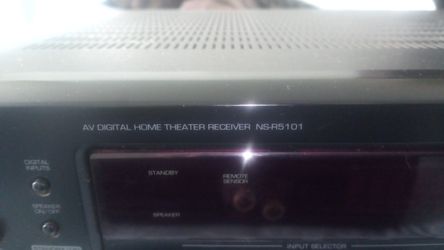 AV DIGITAL HOME THEATER RECEIVER NS-R5101
DIGITAL
INPUTS
STANDBY
REMOTE
SENSOR
SPEAKER
ON/OFF
SPEAKER
INPUT SELECTOR